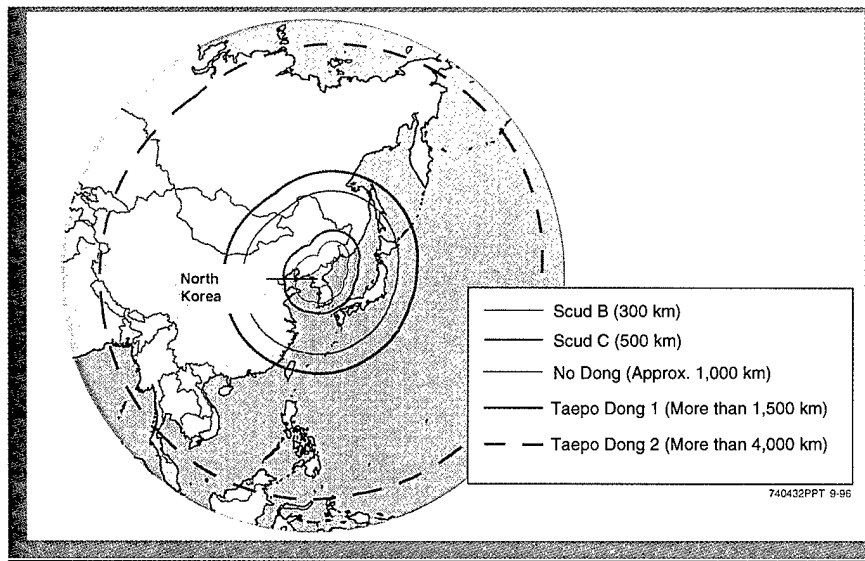 North
Korea
Scud B (300 km)
Scud C (500 km)
No Dong (Approx. 1,000 km)
Taepo Dong 1 (More than 1,500 km)
Taepo Dong 2 (More than 4,000 km)
740432PPT 9-96